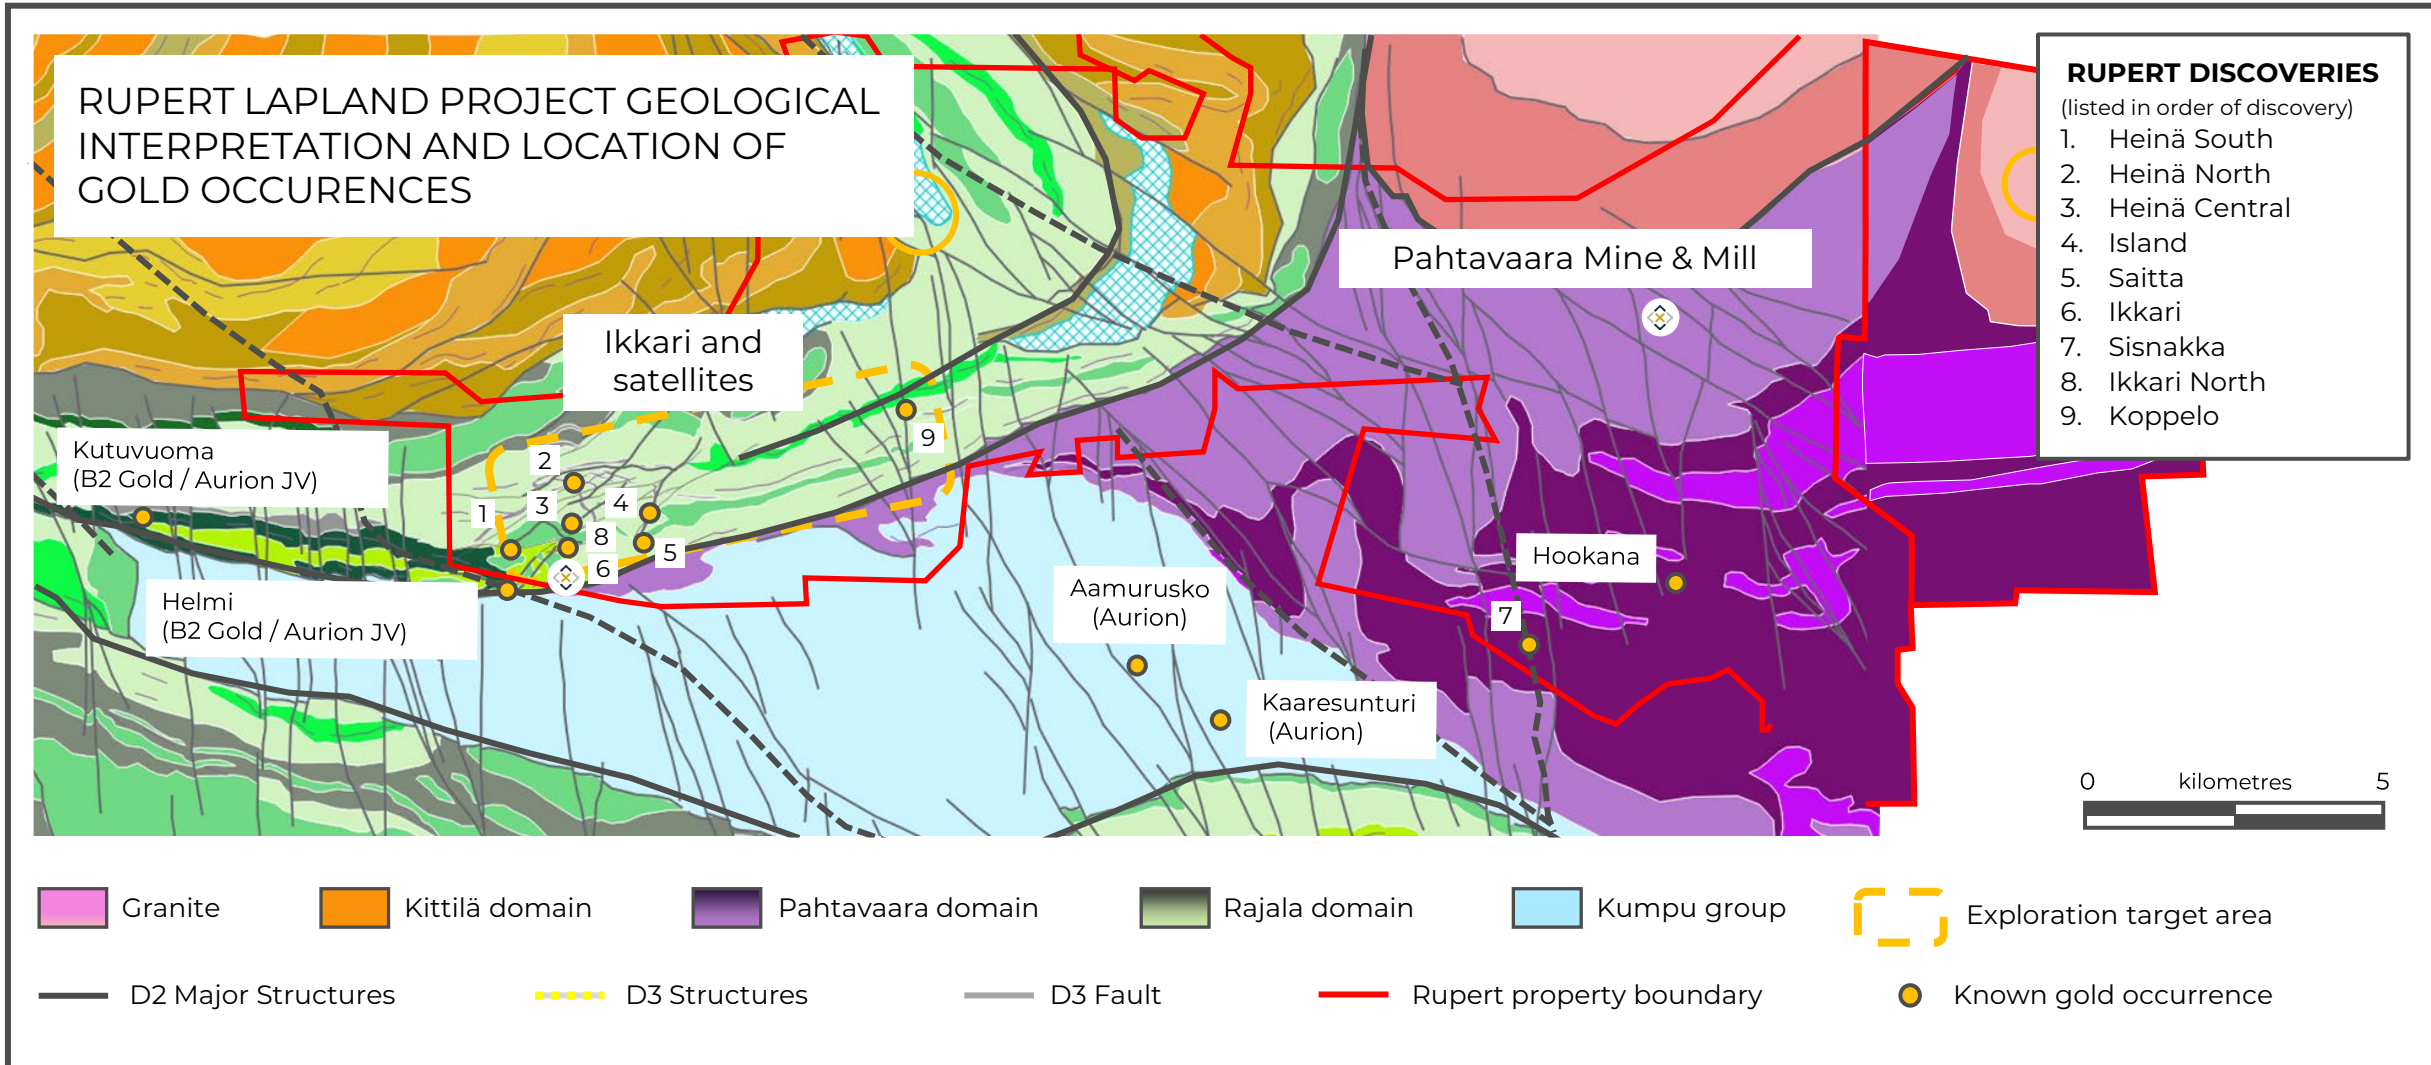 RUPERT LAPLAND PROJECT GEOLOGICAL
INTERPRETATION AND LOCATION OF
GOLD OCCURENCES
RUPERT DISCOVERIES
(listed in order of discovery)
1. Heinä South
2. Heinä North
3. Heinä Central
4. Island
5. Saitta
6. Ikkari
7. Sisnakka
8. Ikkari North
9. Koppelo
Pahtavaara Mine & Mill
Ikkari and
satellites
9
Kutuvuoma
(B2 Gold / Aurion JV)
2
1
3
4
8
5
6
Hookana
Helmi
(B2 Gold / Aurion JV)
Aamurusko
(Aurion)
7
Kaaresunturi
(Aurion)
0 kilometres 5
Granite
Kittilä domain
Pahtavaara domain
Rajala domain
Kumpu group
Exploration target area
D2 Major Structures
D3 Structures
D3 Fault
Rupert property boundary
Known gold occurrence